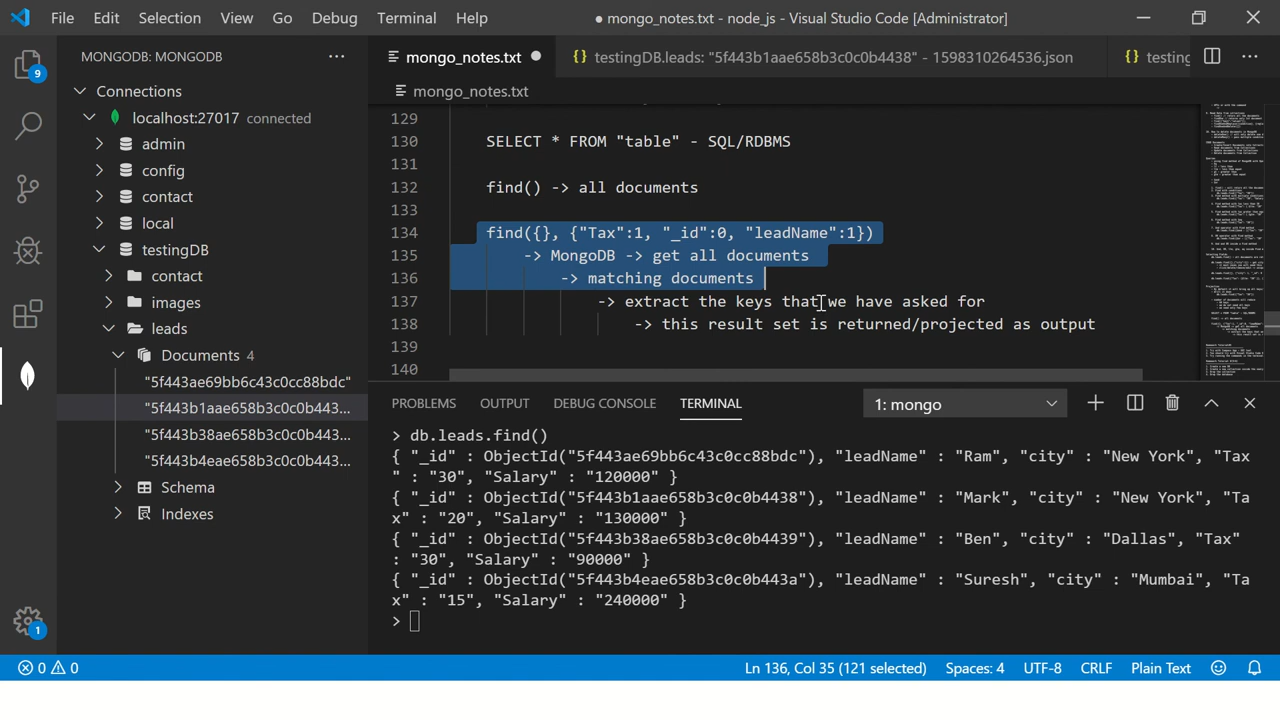 File Edit Selection View Go Debug Terminal Help ● mongo_notes.txt - node_js - Visual Studio Code [Administrator]
MONGODB: MONGODB ...
mongo_notes.txt
{} testingDB.leads: "5f443b1aae658b3c0c0b4438" - 1598310264536.json
{} testing
9
Connections
localhost:27017 connected
admin
config
contact
local
testingDB
contact
images
leads
Documents 4
"5f443ae69bb6c43c0cc88bdc"
"5f443b1aae658b3c0c0b443...
"5f443b38ae658b3c0c0b443...
"5f443b4eae658b3c0c0b443...
Schema
Indexes
1
mongo_notes.txt
129
130 SELECT * FROM "table" - SQL/RDBMS
131
132 find() -> all documents
133
134 find({}, {"Tax":1, "_id":0, "leadName":1})
135 -> MongoDB -> get all documents
136 -> matching documents
137 -> extract the keys that we have asked for
138 -> this result set is returned/projected as output
139
140
PROBLEMS OUTPUT DEBUG CONSOLE TERMINAL 1: mongo
> db.leads.find()
{ "_id" : ObjectId("5f443ae69bb6c43c0cc88bdc"), "leadName" : "Ram", "city" : "New York", "Tax
" : "30", "Salary" : "120000" }
{ "_id" : ObjectId("5f443b1aae658b3c0c0b4438"), "leadName" : "Mark", "city" : "New York", "Ta
x" : "20", "Salary" : "130000" }
{ "_id" : ObjectId("5f443b38ae658b3c0c0b4439"), "leadName" : "Ben", "city" : "Dallas", "Tax"
: "30", "Salary" : "90000" }
{ "_id" : ObjectId("5f443b4eae658b3c0c0b443a"), "leadName" : "Suresh", "city" : "Mumbai", "Ta
x" : "15", "Salary" : "240000" }
>
0 0 Ln 136, Col 35 (121 selected) Spaces: 4 UTF-8 CRLF Plain Text